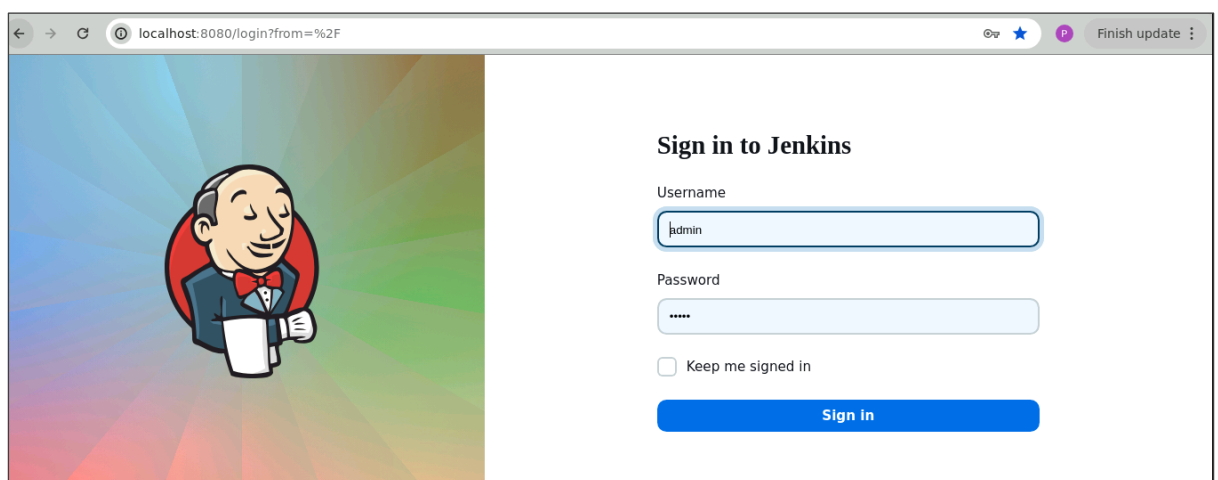 localhost:8080/login?from=%2F
P
Finish update
Sign in to Jenkins
Username
admin
Password
•••••
Keep me signed in
Sign in